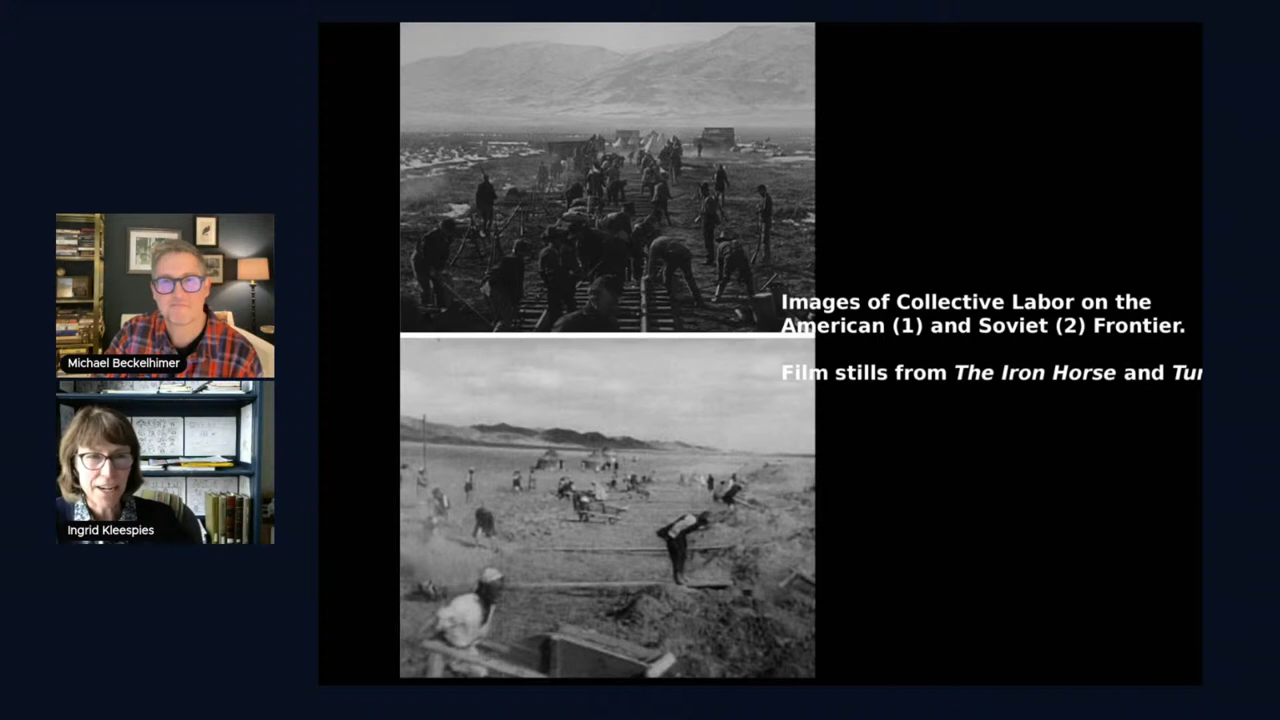 Michael Beckelhimer
Ingrid Kleespies
Images of Collective Labor on the
American (1) and Soviet (2) Frontier.
Film stills from The Iron Horse and Tur